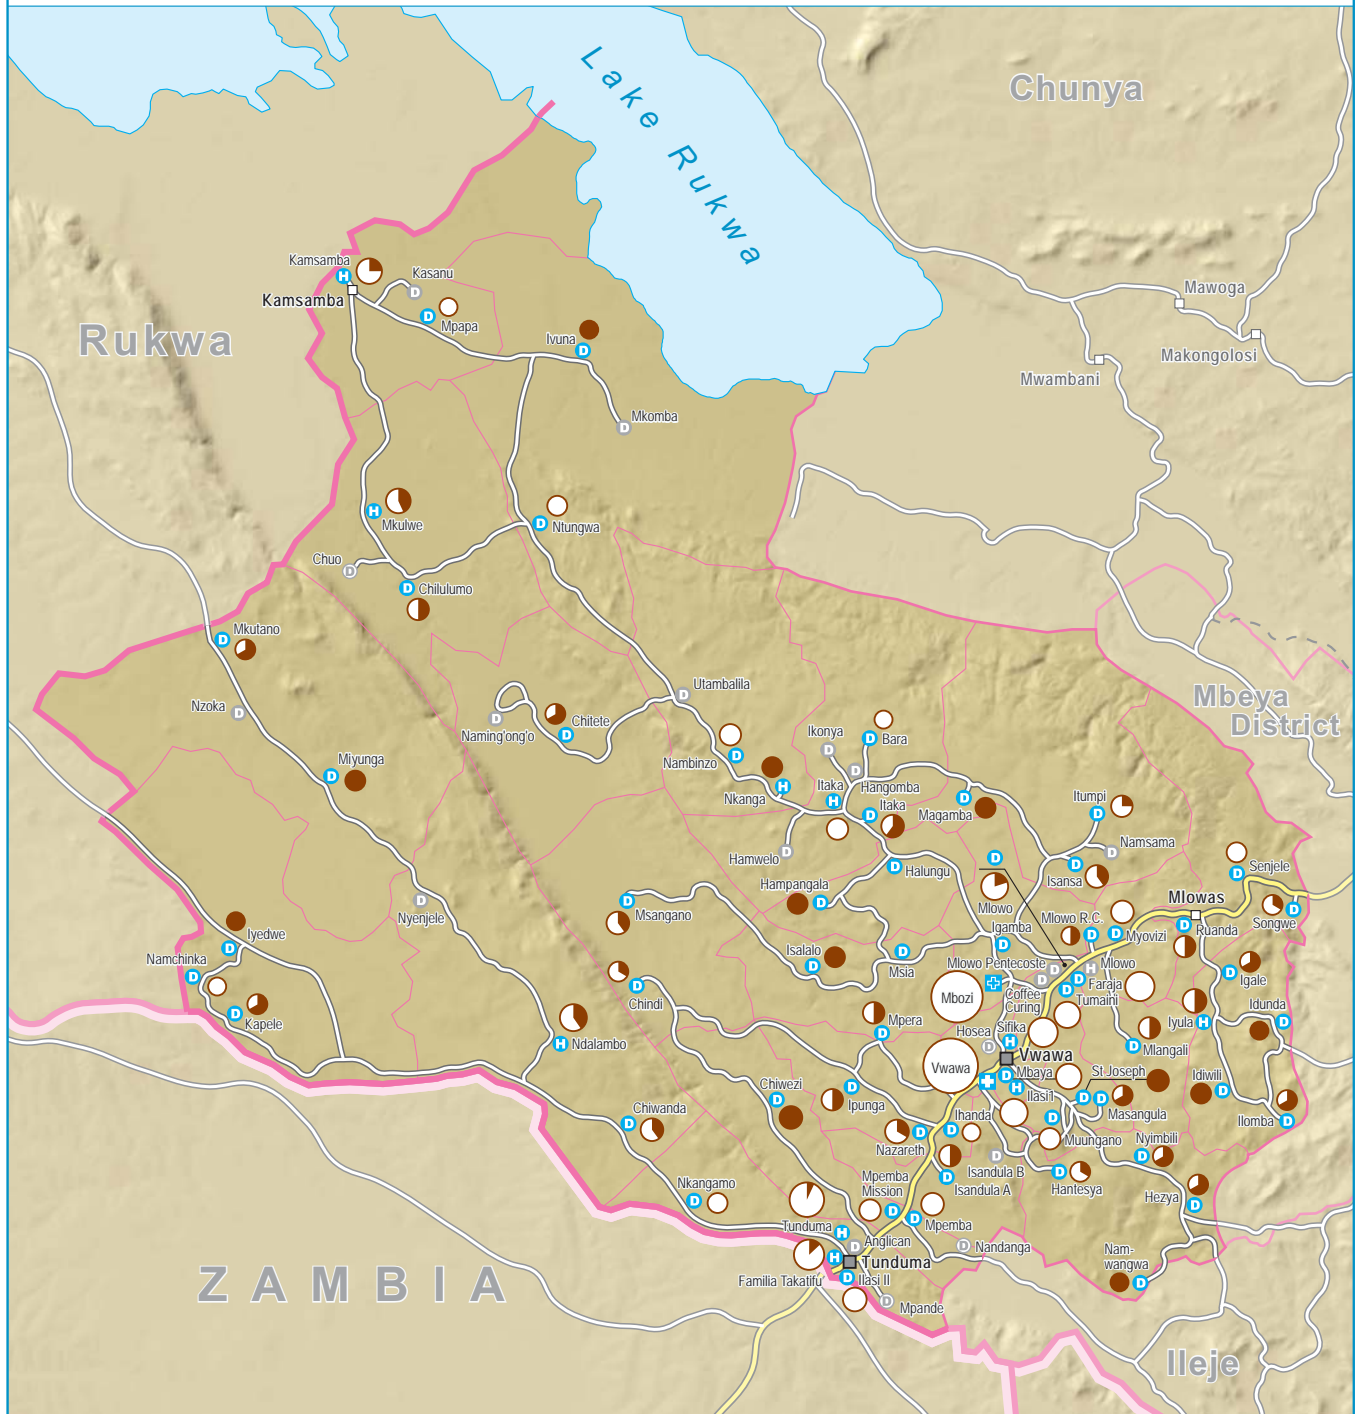 Lake Rukwa
Chunya
Kamsamba
H
Kasanu
D
Kamsamba
D
Mpapa
Mawoga
Rukwa
Ivuna
D
Makongolosi
Mwambani
Mkomba
D
H
Mkulwe
D
Ntungwa
Chuo
D
D
Chilulumo
D
Mkutano
Utambalila
D
Mbeya
District
Nzoka
D
Naming'ong'o
D
Chitete
D
Nambinzo
D
Ikonya
D
D
Bara
Miyunga
D
D
Hangomba
Nkanga
H
Itaka
H
Itaka
D
Magamba
D
Itumpi
D
Namsama
D
Hamwelo
D
D
Halungu
D
Isansa
D
Senjele
D
Hampangala
D
Mlowo
Mlowas
Nyenjele
D
D
Msangano
Mlowo R.C.
D
D
Myovizi
D
Ruanda
Songwe
D
Iyedwe
D
Igamba
D
Isalalo
D
D
Msia
Mlowo Pentecoste
D
D
H
Mlowo
D
Igale
Namchinka
D
D
Chindi
Mbozi
Coffee
Curing
D
Faraja
D
Tumaini
D
Kapele
Idunda
D
Mpera
D
Iyula
H
H
Ndalambo
Hosea
D
Sifika
H
D
Mlangali
Vwawa
Vwawa
D
Mbaya
H
St Joseph
D
D
Chiwezi
D
D
Ipunga
Ilasi1
Masangula
Idiwili
D
Chiwanda
D
Ihanda
D
D
Muungano
Ilomba
D
Nazareth
D
Nyimbili
D
Isandula B
D
Isandula A
D
D
Hantesya
Nkangamo
D
Mpemba
Mission
D
D
Mpemba
Hezya
D
Tunduma
H
Anglican
D
D
Nandanga
H
Tunduma
Nam-
wangwa
D
Familia Takatifu
D
Ilasi II
ZAMBIA
D
Mpande
Ileje